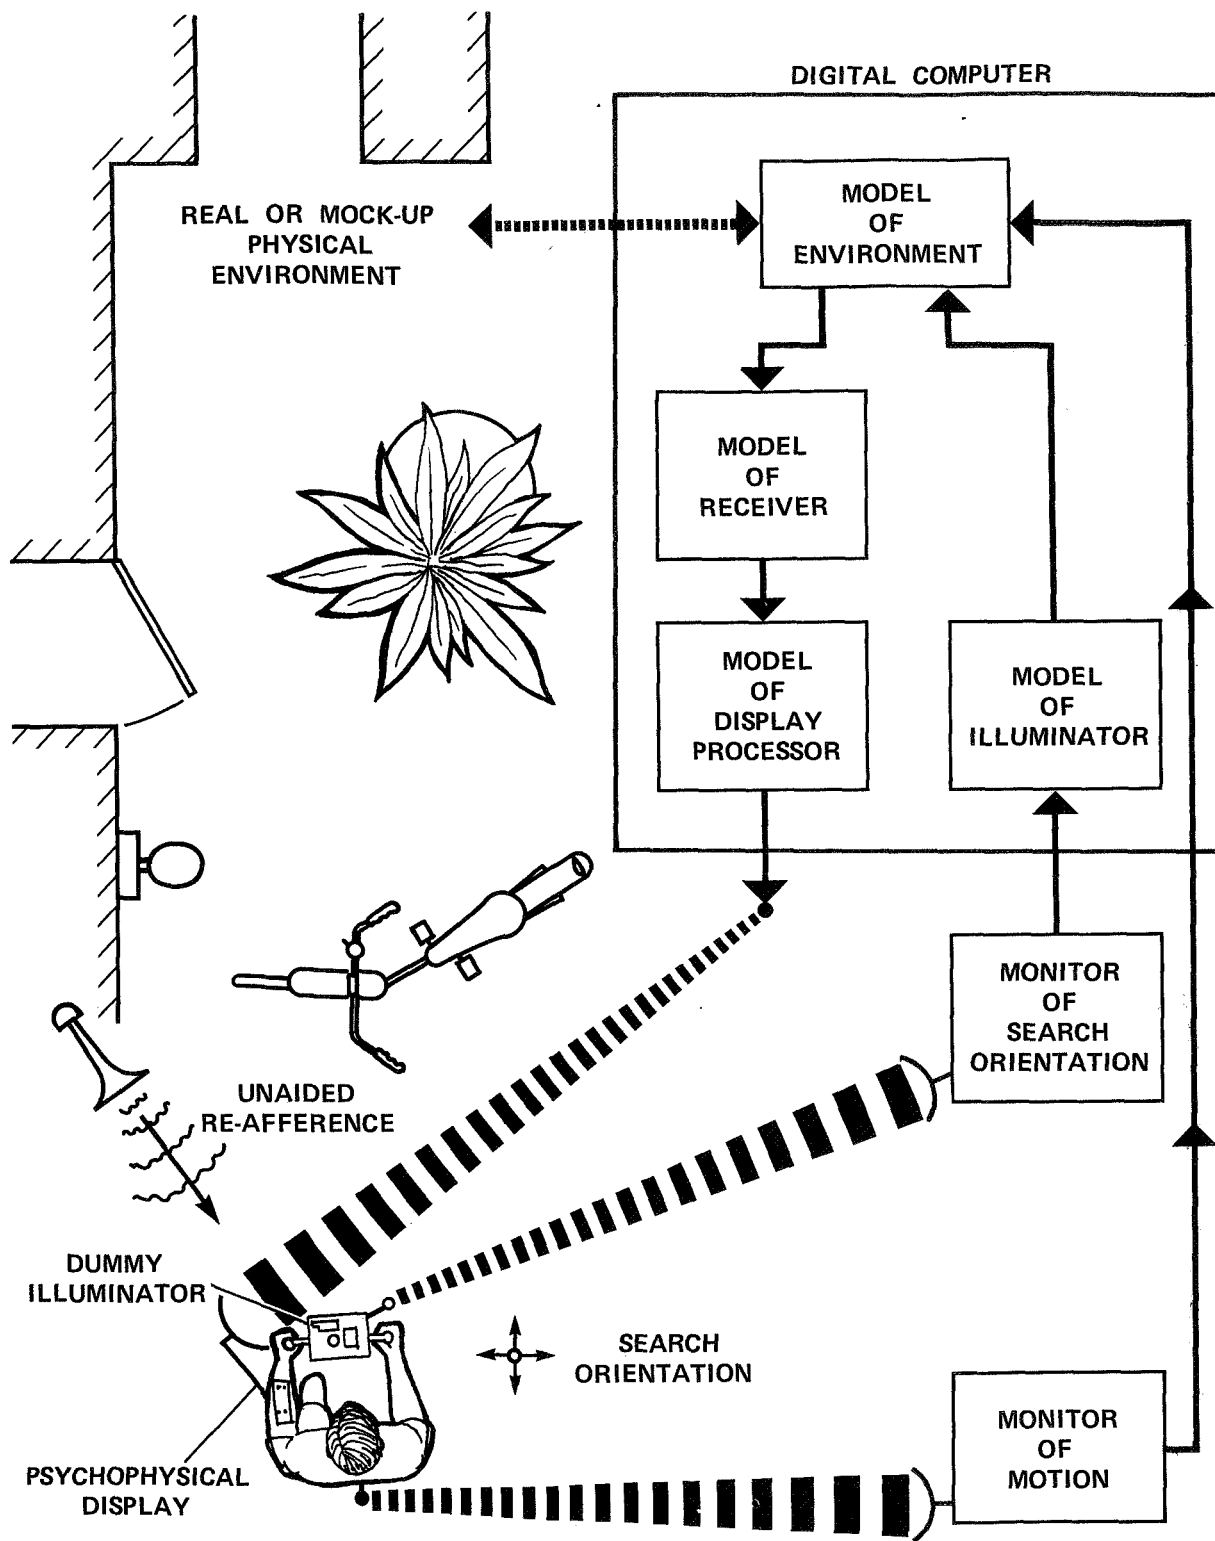 DIGITAL COMPUTER
REAL OR MOCK-UP
PHYSICAL
ENVIRONMENT
MODEL
OF
ENVIRONMENT
MODEL
OF
RECEIVER
MODEL
OF
DISPLAY
PROCESSOR
MODEL
OF
ILLUMINATOR
MONITOR
OF
SEARCH
ORIENTATION
UNAIDED
RE-AFFERENCE
DUMMY
ILLUMINATOR
SEARCH
ORIENTATION
PSYCHOPHYSICAL
DISPLAY
MONITOR
OF
MOTION